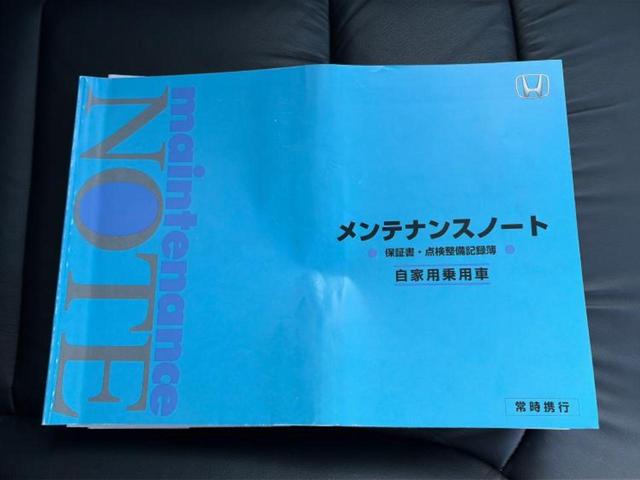 maintenance
NOTE
メンテナンスノート
保証書・点検整備記録簿
自家用乗用車
常時携行